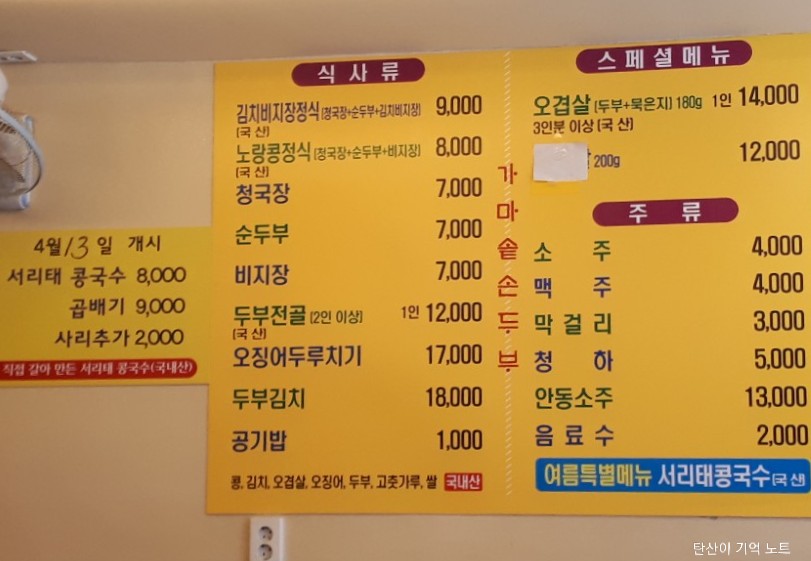 4월 13일 개시
서리태 콩국수 8,000
곱배기 9,000
사리추가 2,000
직접 갈아 만든 서리태 콩국수(국내산)
식사류
김치비지장정식 (청국장+순두부+김치비지장) 9,000
(국 산)
노랑콩정식 (청국장+순두부+비지장) 8,000
(국 산)
청국장 7,000
순두부 7,000
비지장 7,000
두부전골 (2인 이상) 1인 12,000
(국 산)
오징어두루치기 17,000
두부김치 18,000
공기밥 1,000
콩, 김치, 오겹살, 오징어, 두부, 고춧가루, 쌀 국내산
가마솥손두부
스페셜메뉴
오겹살 (두부+묵은지) 180g 1인 14,000
3인분 이상 (국 산)
200g 12,000
주 류
소 주 4,000
맥 주 4,000
막걸리 3,000
청 하 5,000
안동소주 13,000
음료수 2,000
여름특별메뉴 서리태콩국수 (국 산)
탄산이 기억 노트